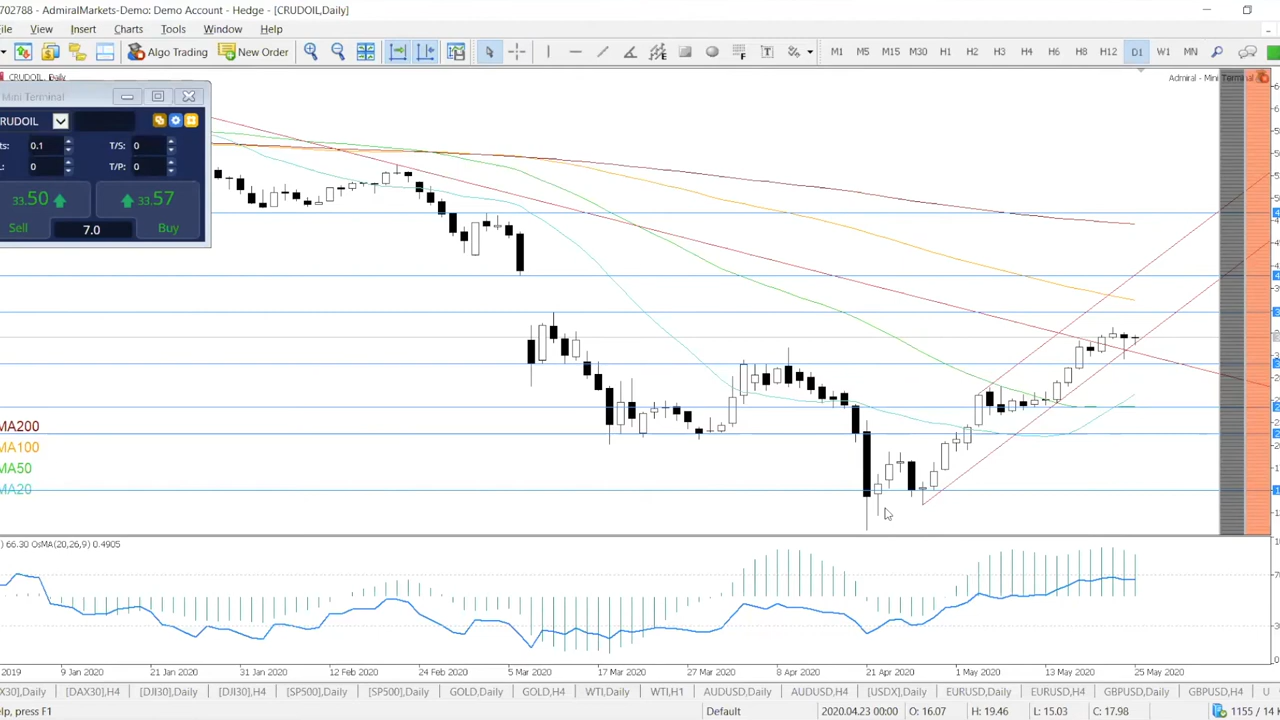 702788 - AdmiralMarkets-Demo: Demo Account - Hedge - [CRUDOIL,Daily]
ile View Insert Charts Tools Window Help
Algo Trading New Order M1 M5 M15 M30 H1 H2 H3 H4 H6 H8 H12 D1 W1 MN
CRUDOIL, Daily Admiral - Mini Terminal
Mini Terminal
RUDOIL
ts: 0.1 T/S: 0
L: 0 T/P: 0
33.50 33.57
Sell 7.0 Buy
MA200
MA100
MA50
MA20
) 66.30 OsMA(20,26,9) 0.4905
2019 9 Jan 2020 21 Jan 2020 31 Jan 2020 12 Feb 2020 24 Feb 2020 5 Mar 2020 17 Mar 2020 27 Mar 2020 8 Apr 2020 21 Apr 2020 1 May 2020 13 May 2020 25 May 2020
X30],Daily [DAX30],H4 [DJI30],Daily [DJI30],H4 [SP500],Daily [SP500],Daily GOLD,Daily GOLD,H4 WTI,Daily WTI,H1 AUDUSD,Daily AUDUSD,H4 [USDX],Daily EURUSD,Daily EURUSD,H4 GBPUSD,Daily GBPUSD,H4 U
elp, press F1 Default 2020.04.23 00:00 O: 16.07 H: 19.46 L: 15.03 C: 17.98 1155 / 14